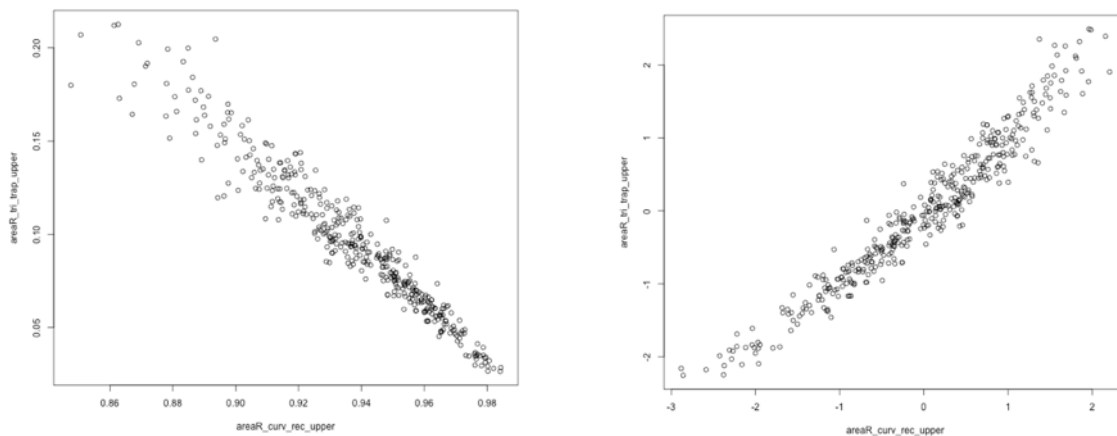 0.20
0.15
0.10
0.05
areaR_tri_trap_upper
0.86 0.88 0.90 0.92 0.94 0.96 0.98
areaR_curv_rec_upper
2
1
0
-1
-2
areaR_tri_trap_upper
-3 -2 -1 0 1 2
areaR_curv_rec_upper